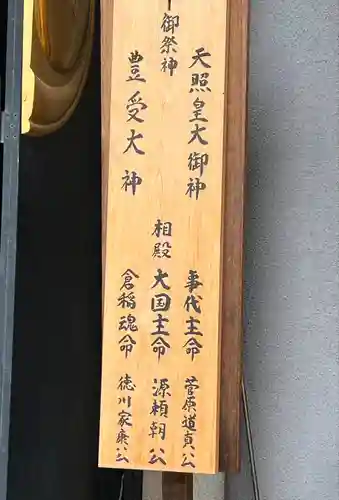 御祭神
天照皇大御神
豊受大神
相殿
事代主命
大国主命
倉稲魂命
菅原道真公
源頼朝公
徳川家康公